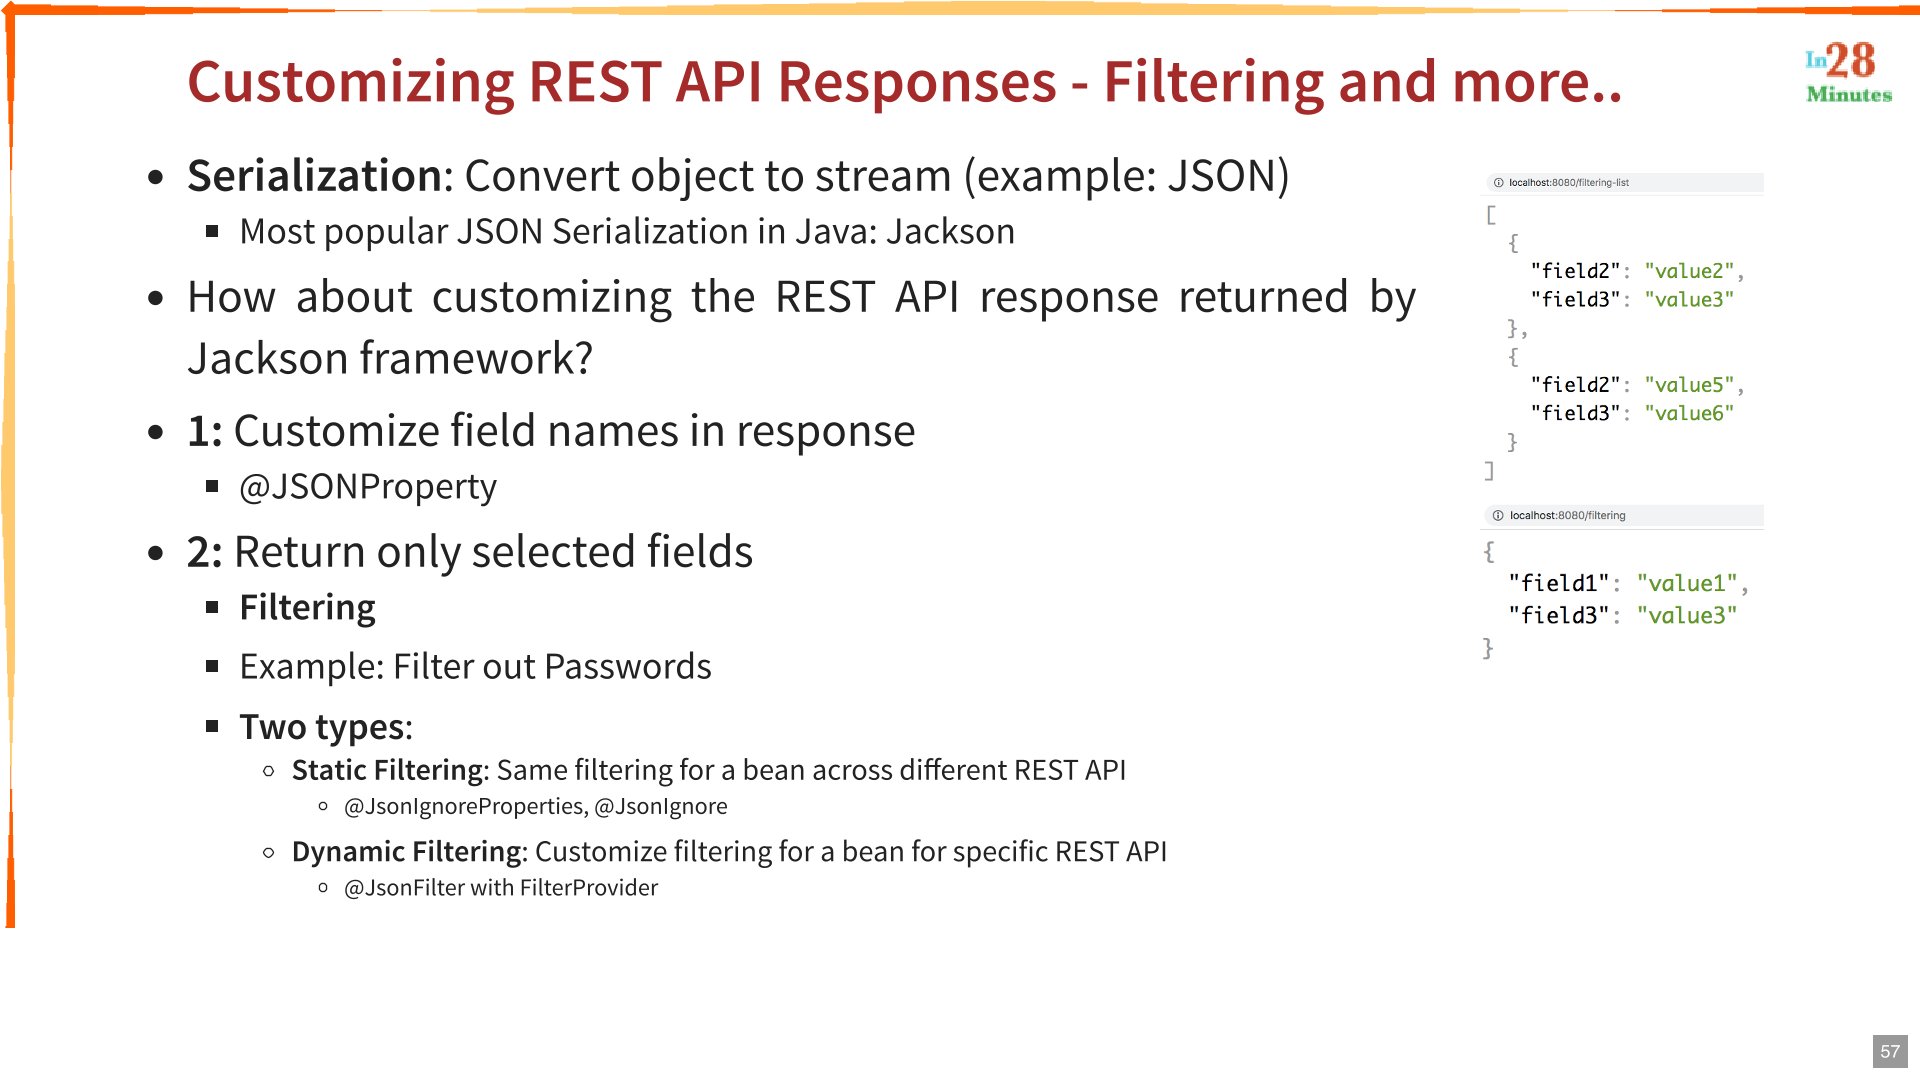 Customizing REST API Responses - Filtering and more..
In28
Minutes
• Serialization: Convert object to stream (example: JSON)
▪ Most popular JSON Serialization in Java: Jackson
• How about customizing the REST API response returned by
Jackson framework?
• 1: Customize field names in response
▪ @JSONProperty
• 2: Return only selected fields
▪ Filtering
▪ Example: Filter out Passwords
▪ Two types:
○ Static Filtering: Same filtering for a bean across different REST API
○ @JsonIgnoreProperties, @JsonIgnore
○ Dynamic Filtering: Customize filtering for a bean for specific REST API
○ @JsonFilter with FilterProvider
localhost:8080/filtering-list
[
{
"field2": "value2",
"field3": "value3"
},
{
"field2": "value5",
"field3": "value6"
}
]
localhost:8080/filtering
{
"field1": "value1",
"field3": "value3"
}
57